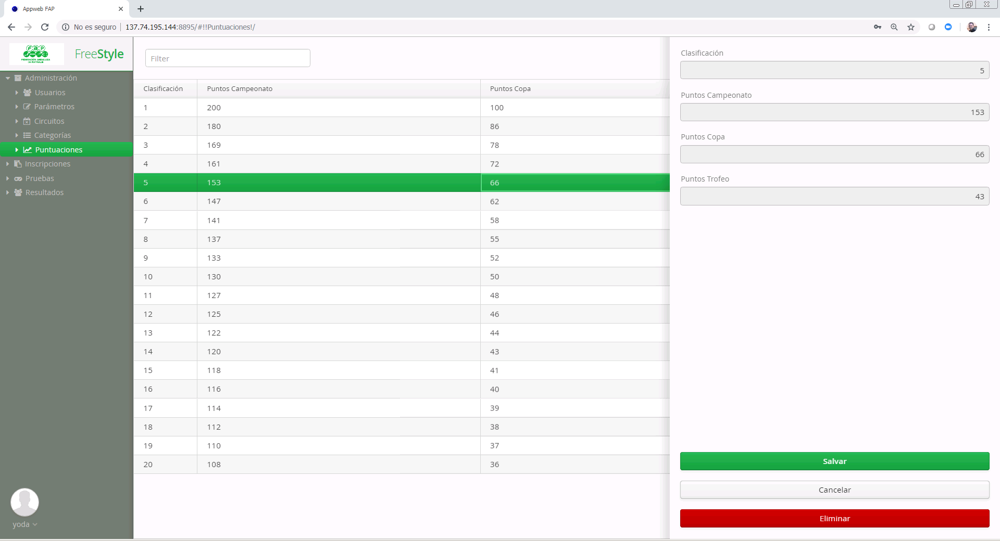 Appweb FAP
No es seguro 137.74.195.144:8895/#!!Puntuaciones!/
FaP
FEDERACIÓN ANDALUZA
DE PATINAJE
FreeStyle
Administración
Usuarios
Parámetros
Circuitos
Categorías
Puntuaciones
Inscripciones
Pruebas
Resultados
yoda
Filter
Clasificación Puntos Campeonato Puntos Copa
1 200 100
2 180 86
3 169 78
4 161 72
5 153 66
6 147 62
7 141 58
8 137 55
9 133 52
10 130 50
11 127 48
12 125 46
13 122 44
14 120 43
15 118 41
16 116 40
17 114 39
18 112 38
19 110 37
20 108 36
Clasificación
5
Puntos Campeonato
153
Puntos Copa
66
Puntos Trofeo
43
Salvar
Cancelar
Eliminar